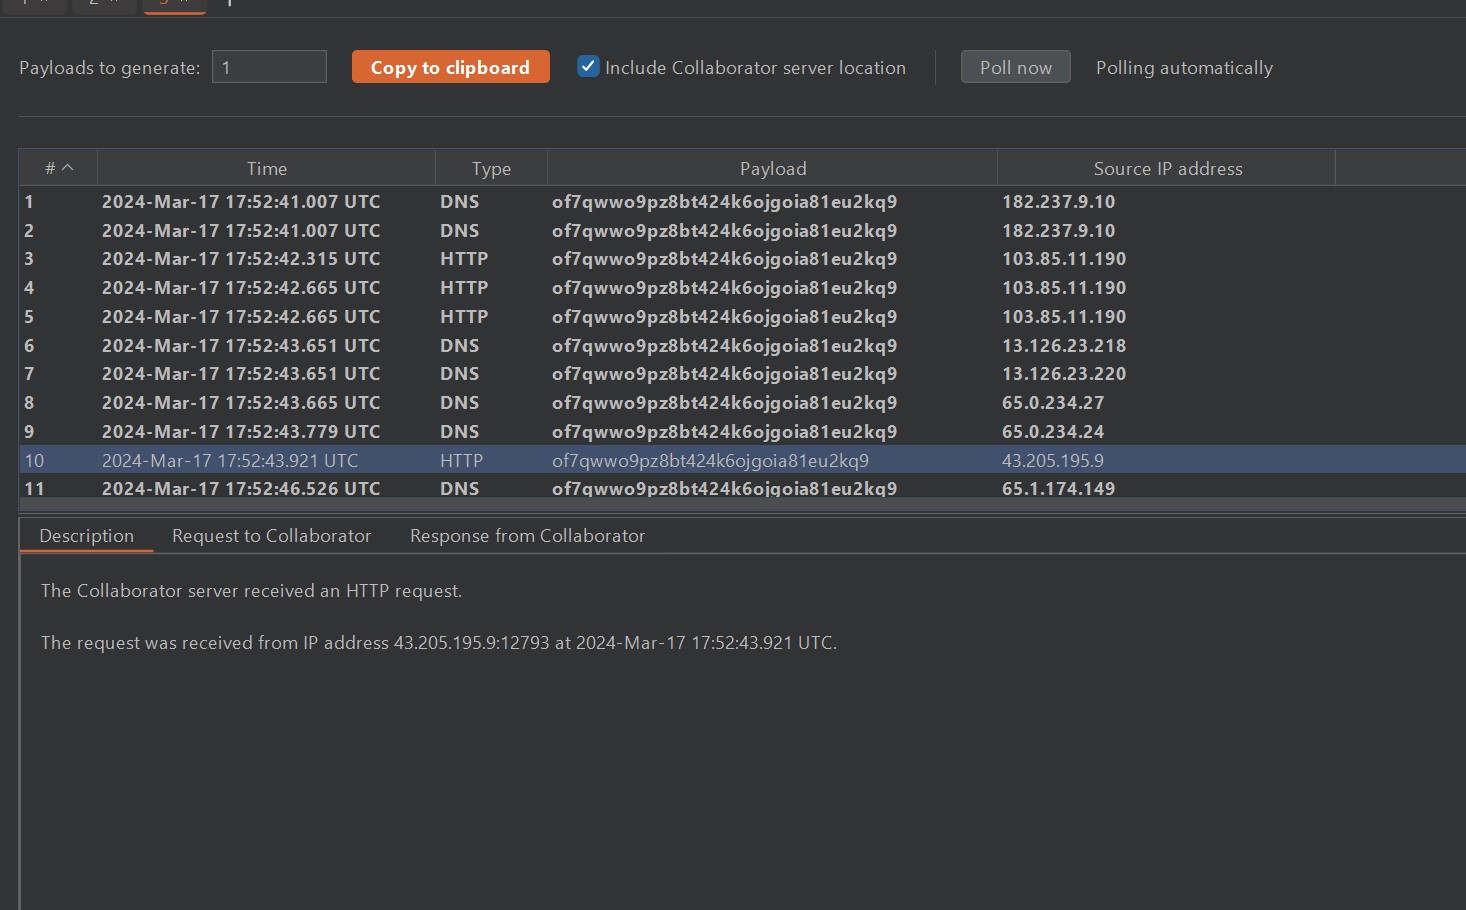 Payloads to generate: 1 Copy to clipboard Include Collaborator server location Poll now Polling automatically
# Time Type Payload Source IP address
1 2024-Mar-17 17:52:41.007 UTC DNS of7qwwo9pz8bt424k6ojgoia81eu2kq9 182.237.9.10
2 2024-Mar-17 17:52:41.007 UTC DNS of7qwwo9pz8bt424k6ojgoia81eu2kq9 182.237.9.10
3 2024-Mar-17 17:52:42.315 UTC HTTP of7qwwo9pz8bt424k6ojgoia81eu2kq9 103.85.11.190
4 2024-Mar-17 17:52:42.665 UTC HTTP of7qwwo9pz8bt424k6ojgoia81eu2kq9 103.85.11.190
5 2024-Mar-17 17:52:42.665 UTC HTTP of7qwwo9pz8bt424k6ojgoia81eu2kq9 103.85.11.190
6 2024-Mar-17 17:52:43.651 UTC DNS of7qwwo9pz8bt424k6ojgoia81eu2kq9 13.126.23.218
7 2024-Mar-17 17:52:43.651 UTC DNS of7qwwo9pz8bt424k6ojgoia81eu2kq9 13.126.23.220
8 2024-Mar-17 17:52:43.665 UTC DNS of7qwwo9pz8bt424k6ojgoia81eu2kq9 65.0.234.27
9 2024-Mar-17 17:52:43.779 UTC DNS of7qwwo9pz8bt424k6ojgoia81eu2kq9 65.0.234.24
10 2024-Mar-17 17:52:43.921 UTC HTTP of7qwwo9pz8bt424k6ojgoia81eu2kq9 43.205.195.9
11 2024-Mar-17 17:52:46.526 UTC DNS of7qwwo9pz8bt424k6ojgoia81eu2kq9 65.1.174.149
Description Request to Collaborator Response from Collaborator
The Collaborator server received an HTTP request.
The request was received from IP address 43.205.195.9:12793 at 2024-Mar-17 17:52:43.921 UTC.